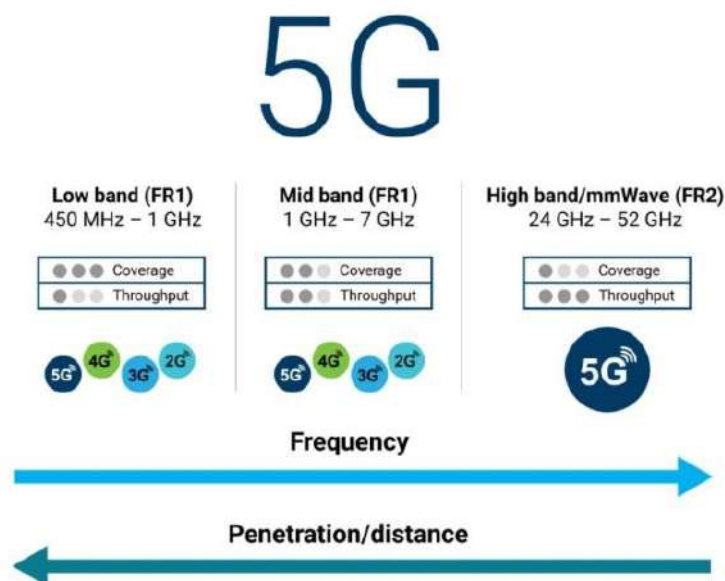 5G
Low band (FR1)
450 MHz – 1 GHz
Coverage
Throughput
5G
4G
3G
2G
Mid band (FR1)
1 GHz – 7 GHz
Coverage
Throughput
5G
4G
3G
2G
High band/mmWave (FR2)
24 GHz – 52 GHz
Coverage
Throughput
5G
Frequency
Penetration/distance